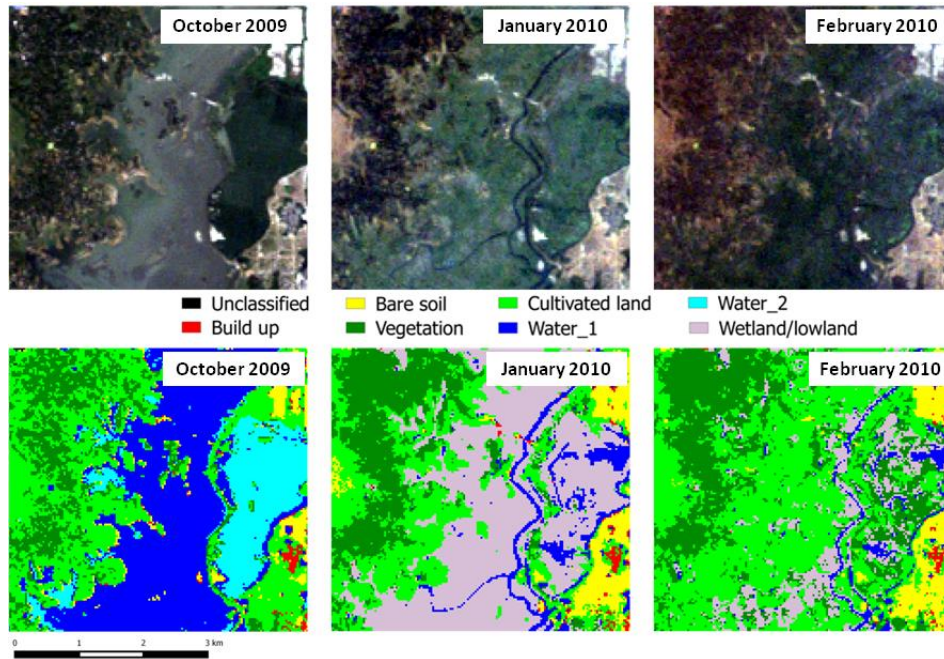 October 2009 January 2010 February 2010
Unclassified Bare soil Cultivated land Water_2
Build up Vegetation Water_1 Wetland/lowland
October 2009 January 2010 February 2010
0 1 2 3 km